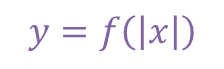 y = f(|x|)